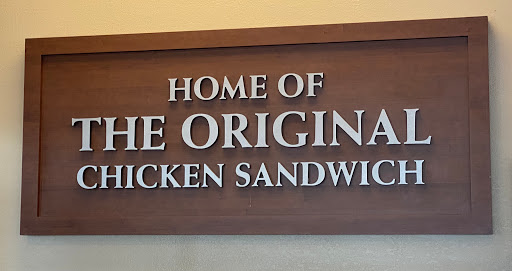 HOME OF
THE ORIGINAL
CHICKEN SANDWICH